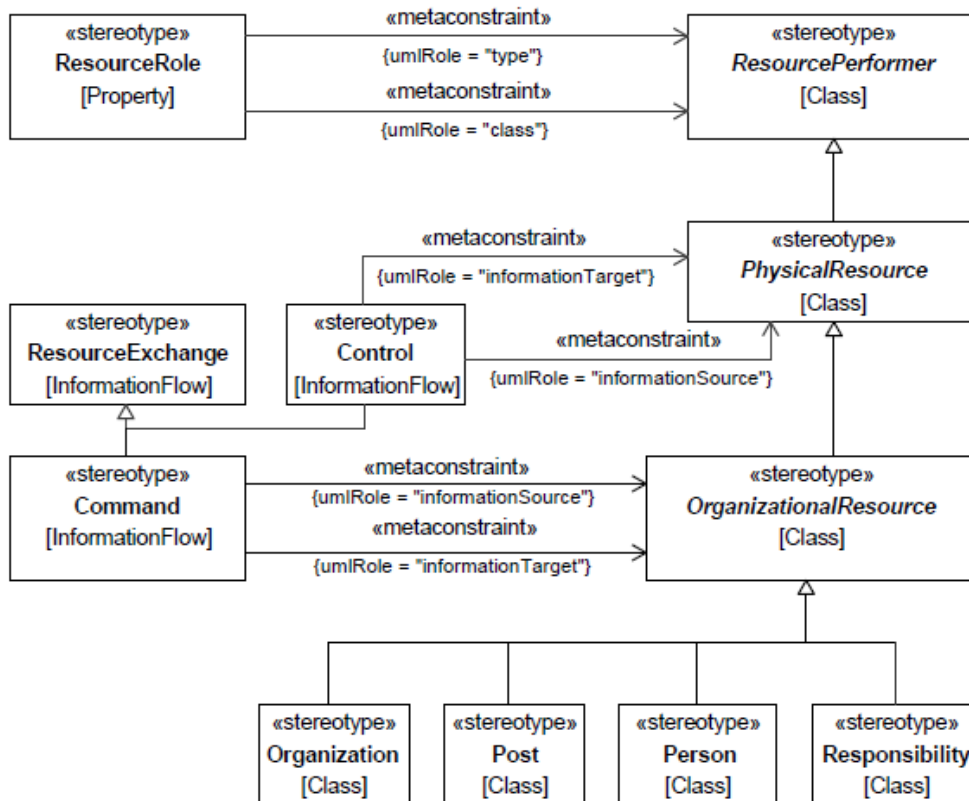 «stereotype»
ResourceRole
[Property]
«metaconstraint»
{umlRole = "type"}
«metaconstraint»
{umlRole = "class"}
«stereotype»
ResourcePerformer
[Class]
«metaconstraint»
{umlRole = "informationTarget"}
«stereotype»
PhysicalResource
[Class]
«stereotype»
ResourceExchange
[InformationFlow]
«stereotype»
Control
[InformationFlow]
«metaconstraint»
{umlRole = "informationSource"}
«stereotype»
Command
[InformationFlow]
«metaconstraint»
{umlRole = "informationSource"}
«metaconstraint»
{umlRole = "informationTarget"}
«stereotype»
OrganizationalResource
[Class]
«stereotype»
Organization
[Class]
«stereotype»
Post
[Class]
«stereotype»
Person
[Class]
«stereotype»
Responsibility
[Class]